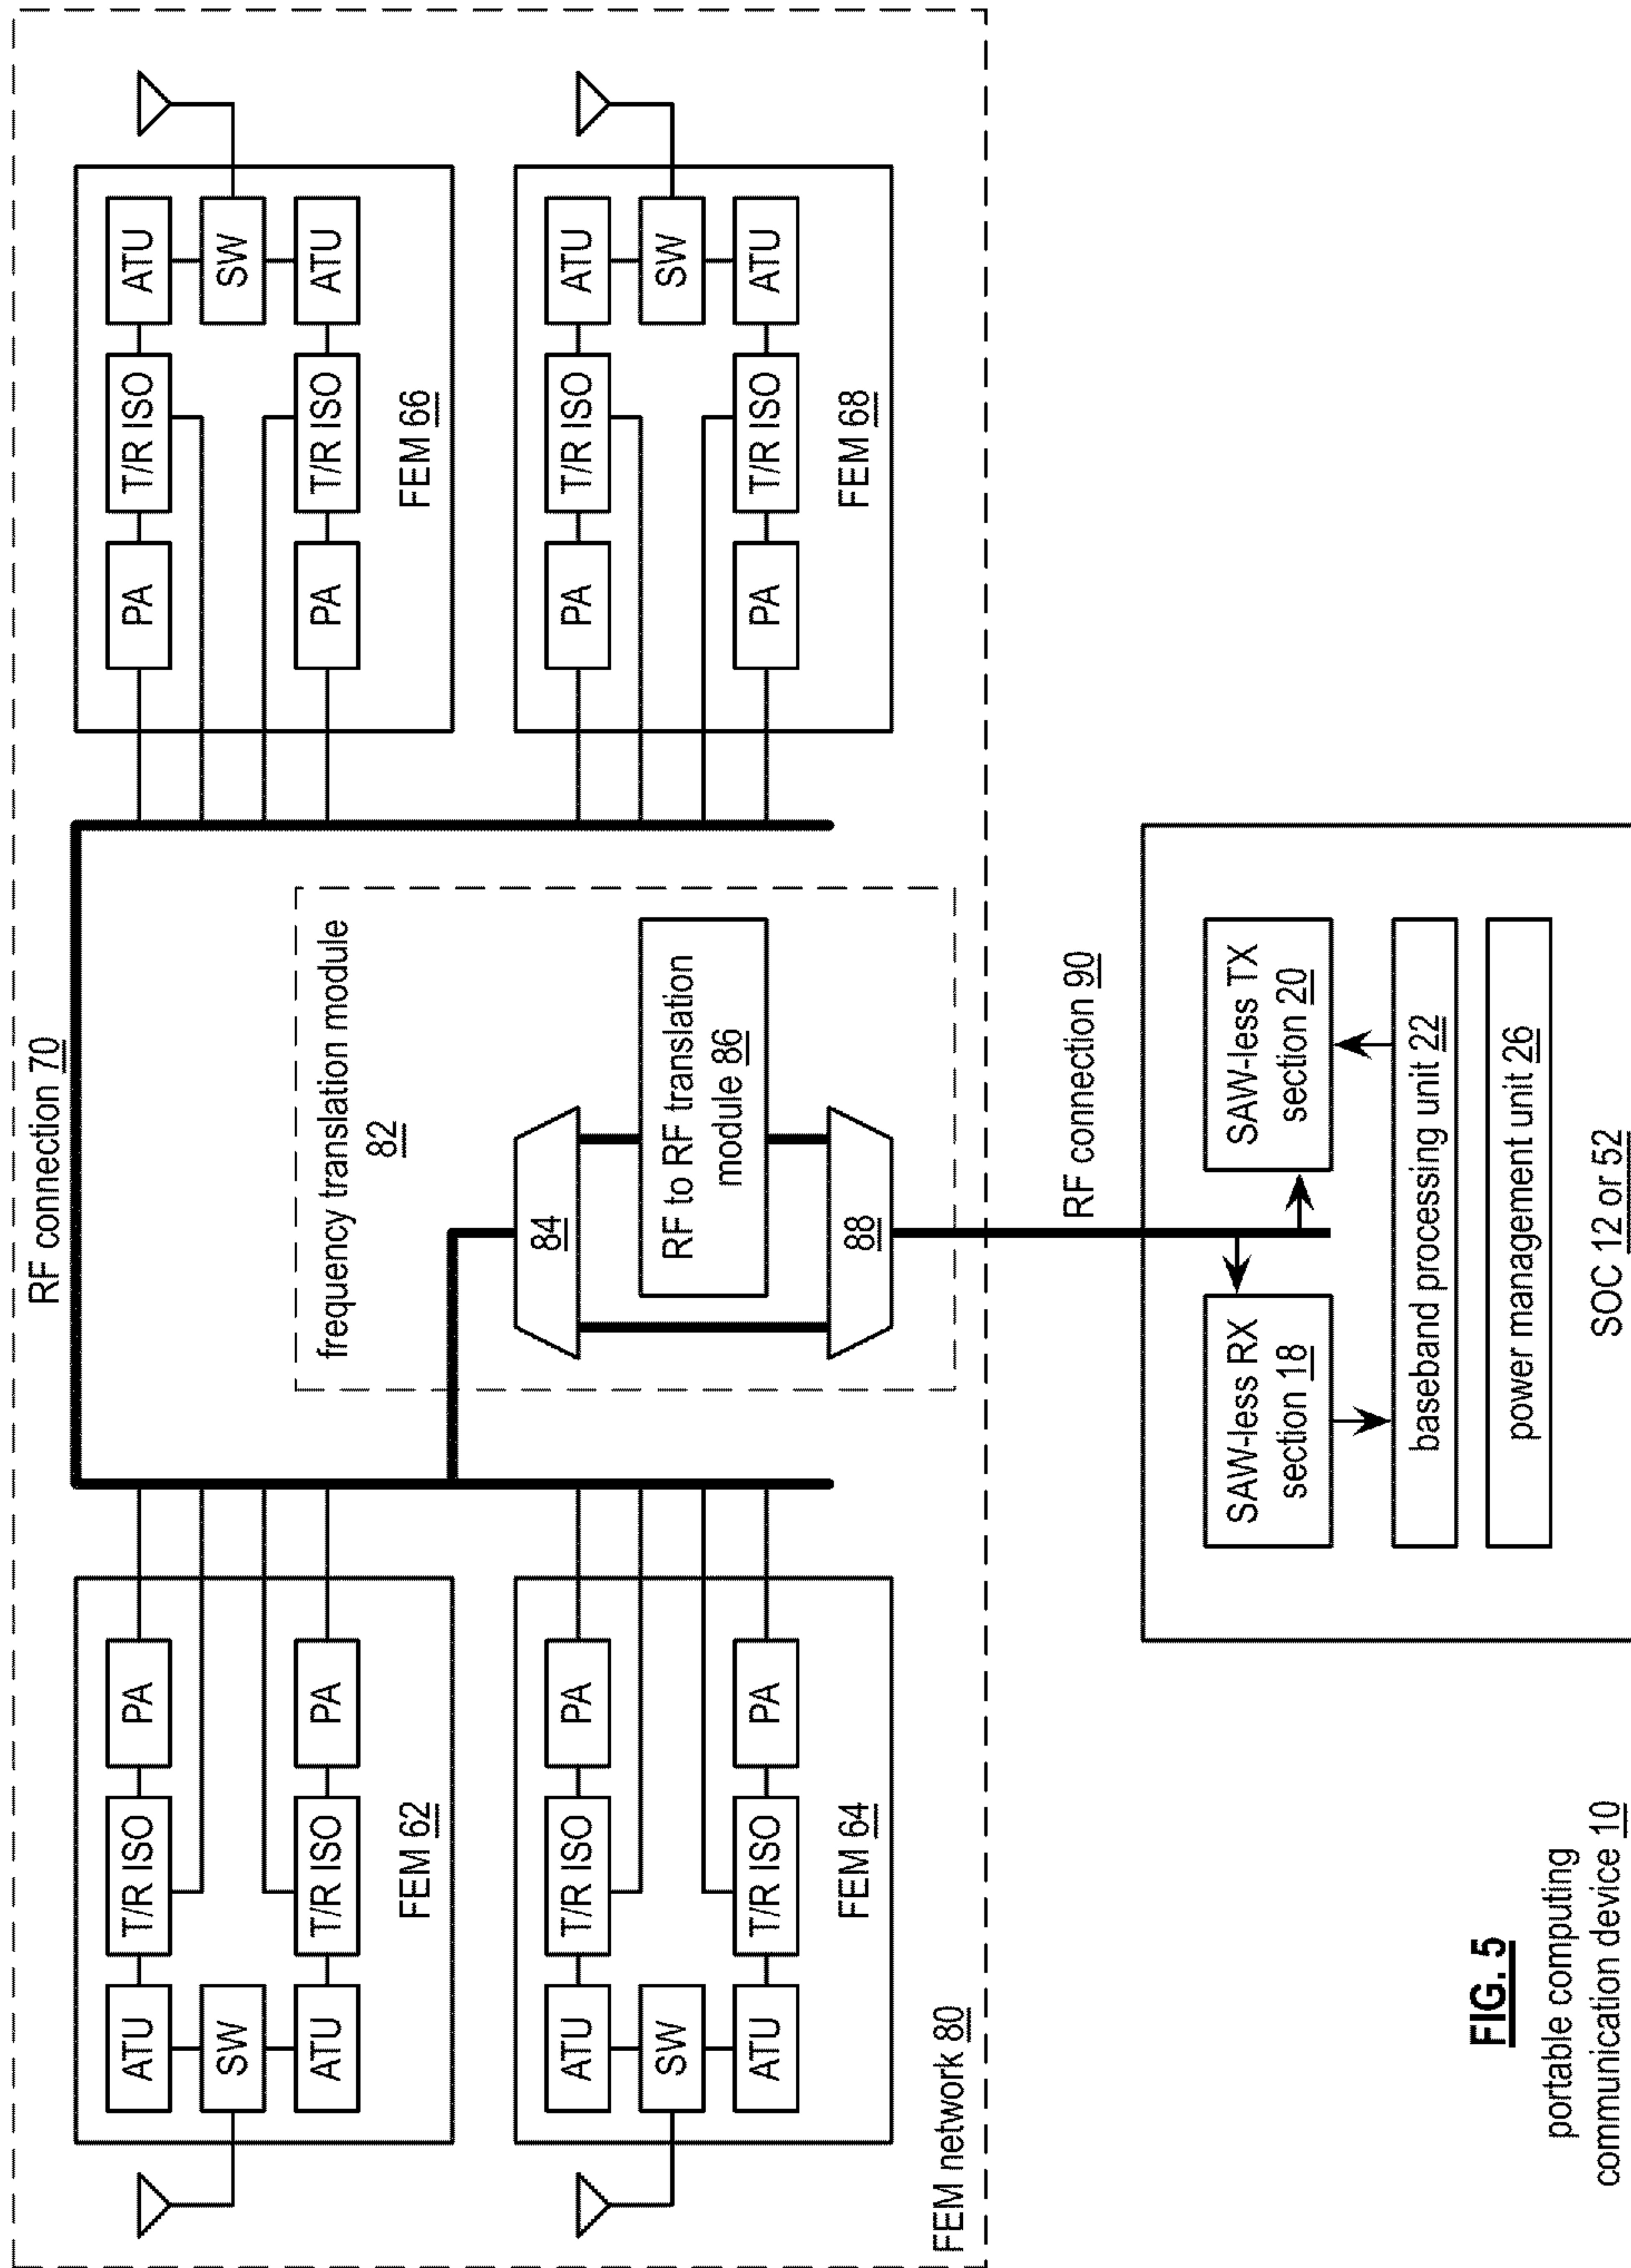 RF connection 70
ATU
T/R ISO
PA
SW
ATU
T/R ISO
PA
FEM 62
PA
T/R ISO
ATU
SW
PA
T/R ISO
ATU
FEM 66
frequency translation module
82
84
RF to RF translation
module 86
88
ATU
T/R ISO
PA
SW
ATU
T/R ISO
PA
FEM 64
PA
T/R ISO
ATU
SW
PA
T/R ISO
ATU
FEM 68
FEM network 80
RF connection 90
SAW-less RX
section 18
SAW-less TX
section 20
baseband processing unit 22
power management unit 26
SOC 12 or 52
FIG. 5
portable computing
communication device 10